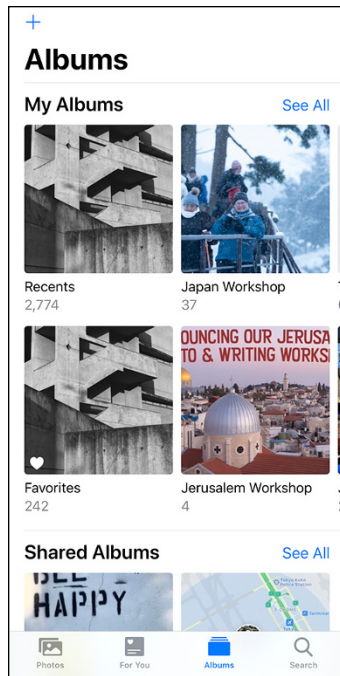 +
Albums
My Albums See All
Recents
2,774
Japan Workshop
37
OUNCING OUR JERUSA
TO & WRITING WORKS
Favorites
242
Jerusalem Workshop
4
Shared Albums See All
HAPPY
Photos For You Albums Search